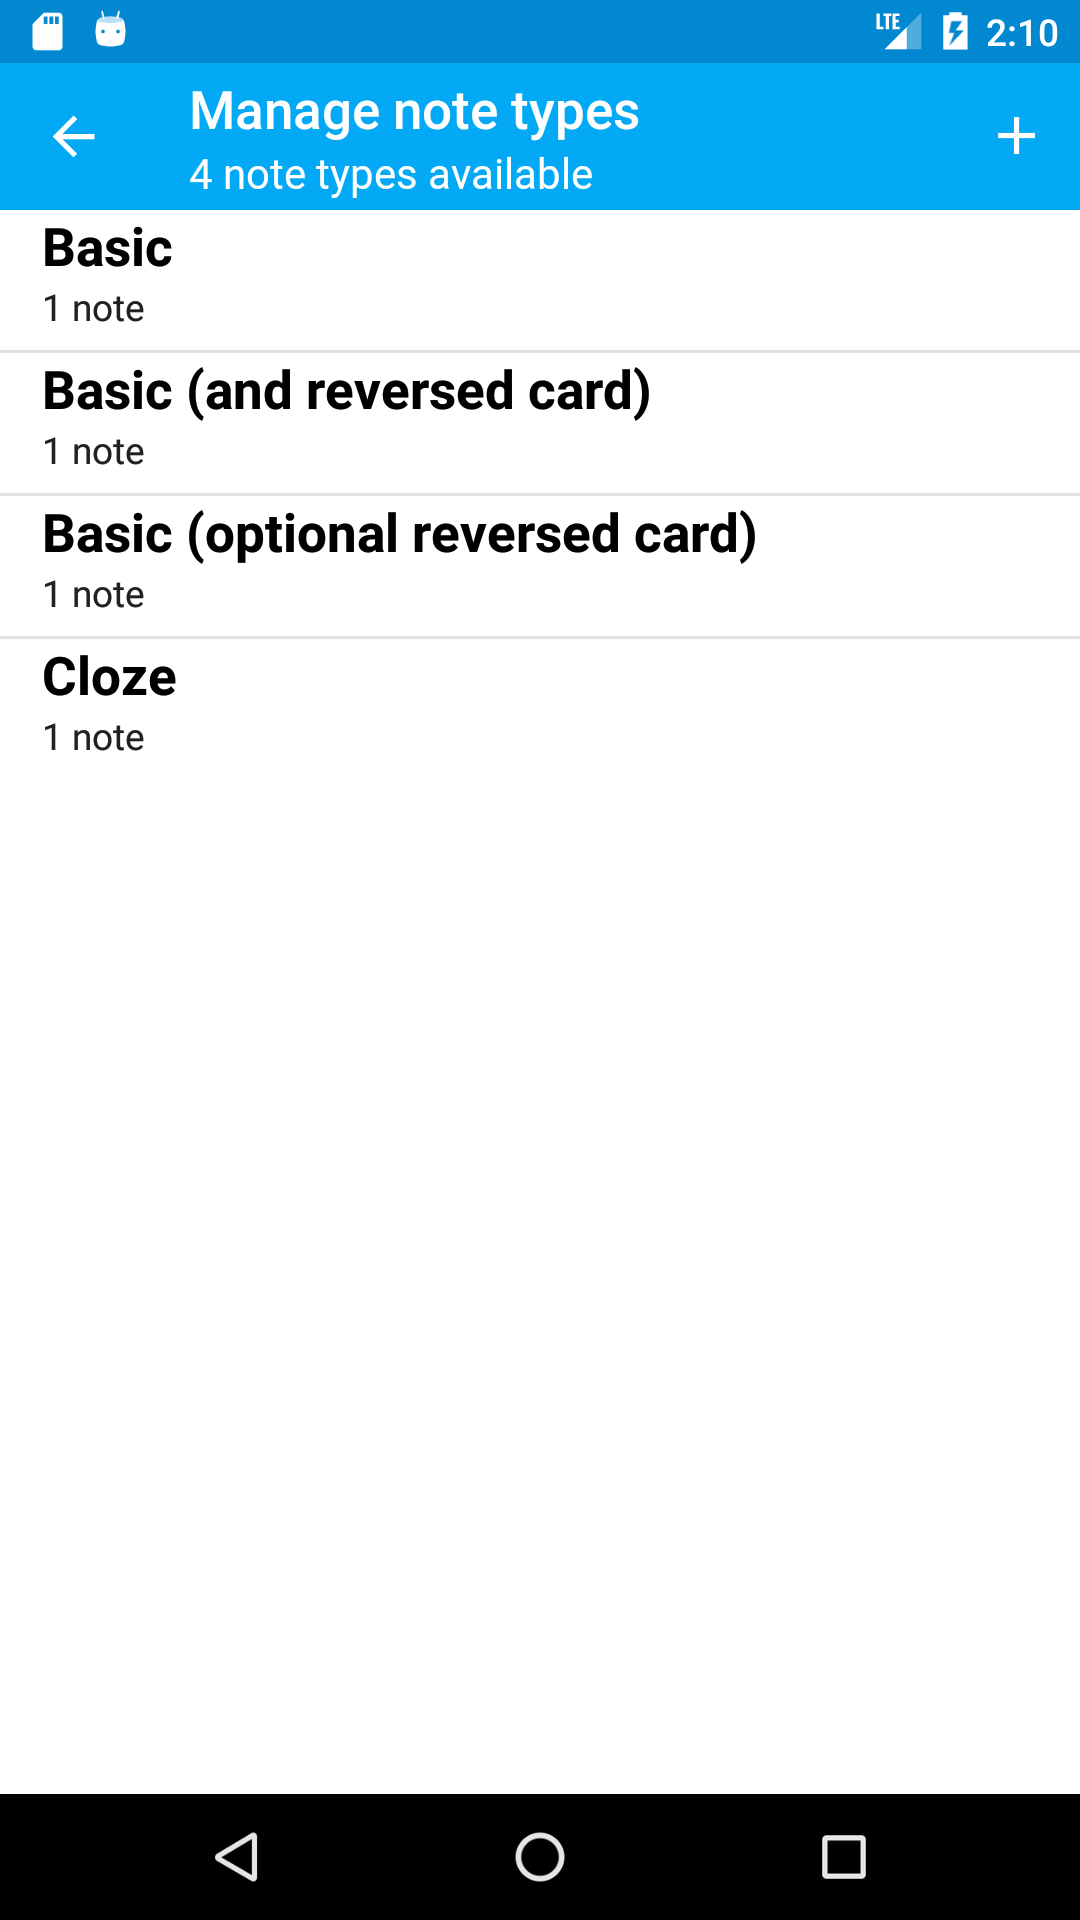 LTE 2:10
Manage note types
4 note types available
Basic
1 note
Basic (and reversed card)
1 note
Basic (optional reversed card)
1 note
Cloze
1 note